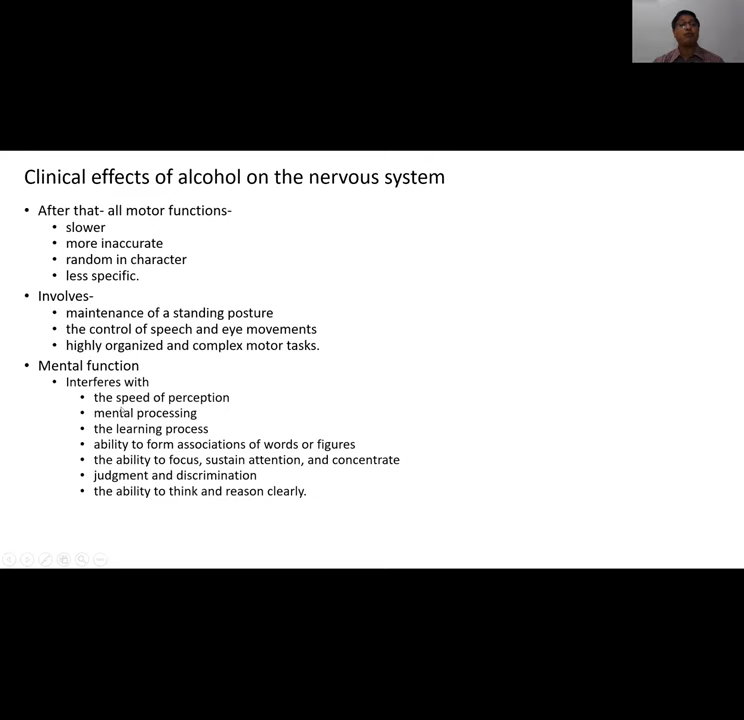 Clinical effects of alcohol on the nervous system
• After that- all motor functions-
• slower
• more inaccurate
• random in character
• less specific.
• Involves-
• maintenance of a standing posture
• the control of speech and eye movements
• highly organized and complex motor tasks.
• Mental function
• Interferes with
• the speed of perception
• mental processing
• the learning process
• ability to form associations of words or figures
• the ability to focus, sustain attention, and concentrate
• judgment and discrimination
• the ability to think and reason clearly.